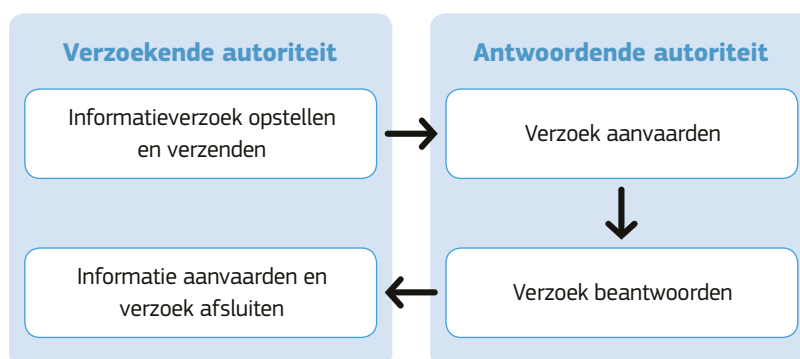 Verzoekende autoriteit
Informatieverzoek opstellen
en verzenden
Informatie aanvaarden en
verzoek afsluiten
Antwoordende autoriteit
Verzoek aanvaarden
Verzoek beantwoorden